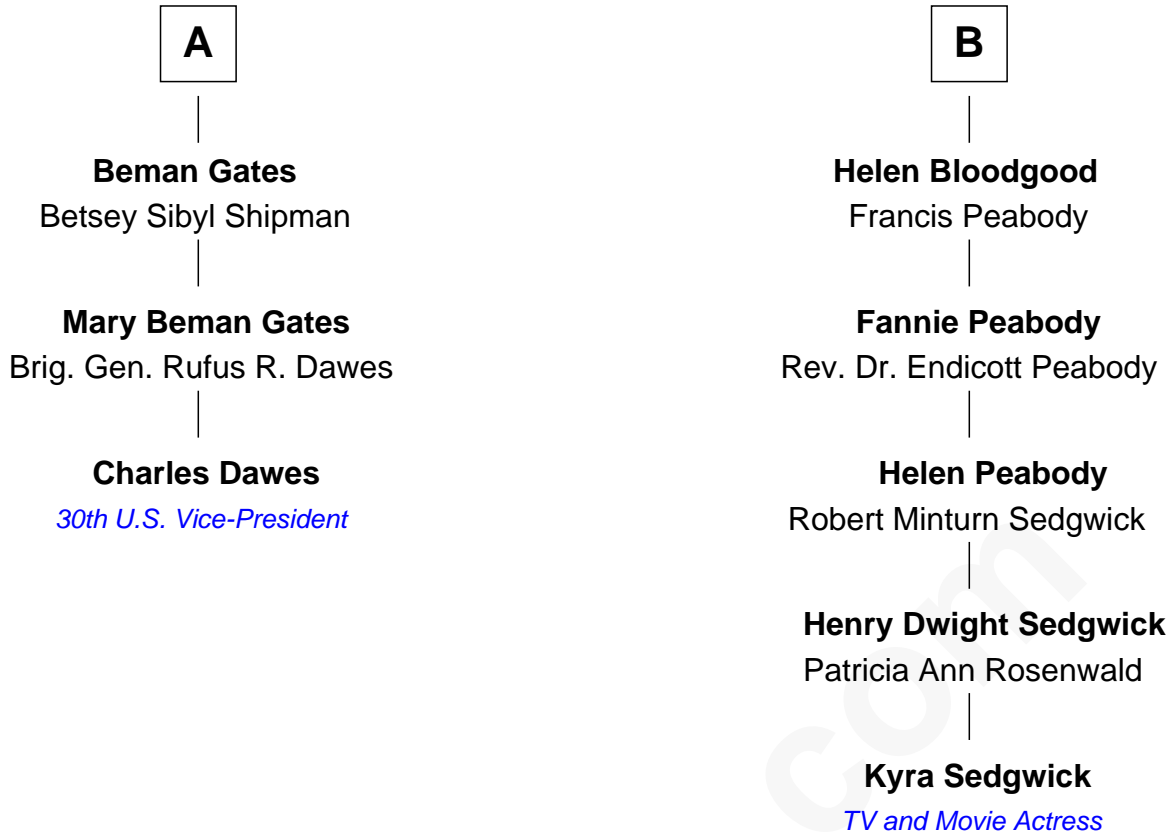 A
Beman Gates
Betsey Sibyl Shipman
Mary Beman Gates
Brig. Gen. Rufus R. Dawes
Charles Dawes
30th U.S. Vice-President
B
Helen Bloodgood
Francis Peabody
Fannie Peabody
Rev. Dr. Endicott Peabody
Helen Peabody
Robert Minturn Sedgwick
Henry Dwight Sedgwick
Patricia Ann Rosenwald
Kyra Sedgwick
TV and Movie Actress
com